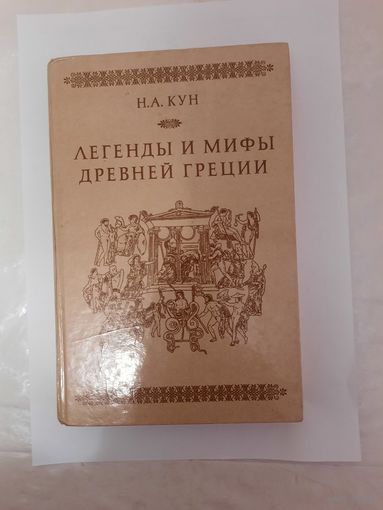 Н.А. КУН
ЛЕГЕНДЫ И МИФЫ
ДРЕВНЕЙ ГРЕЦИИ